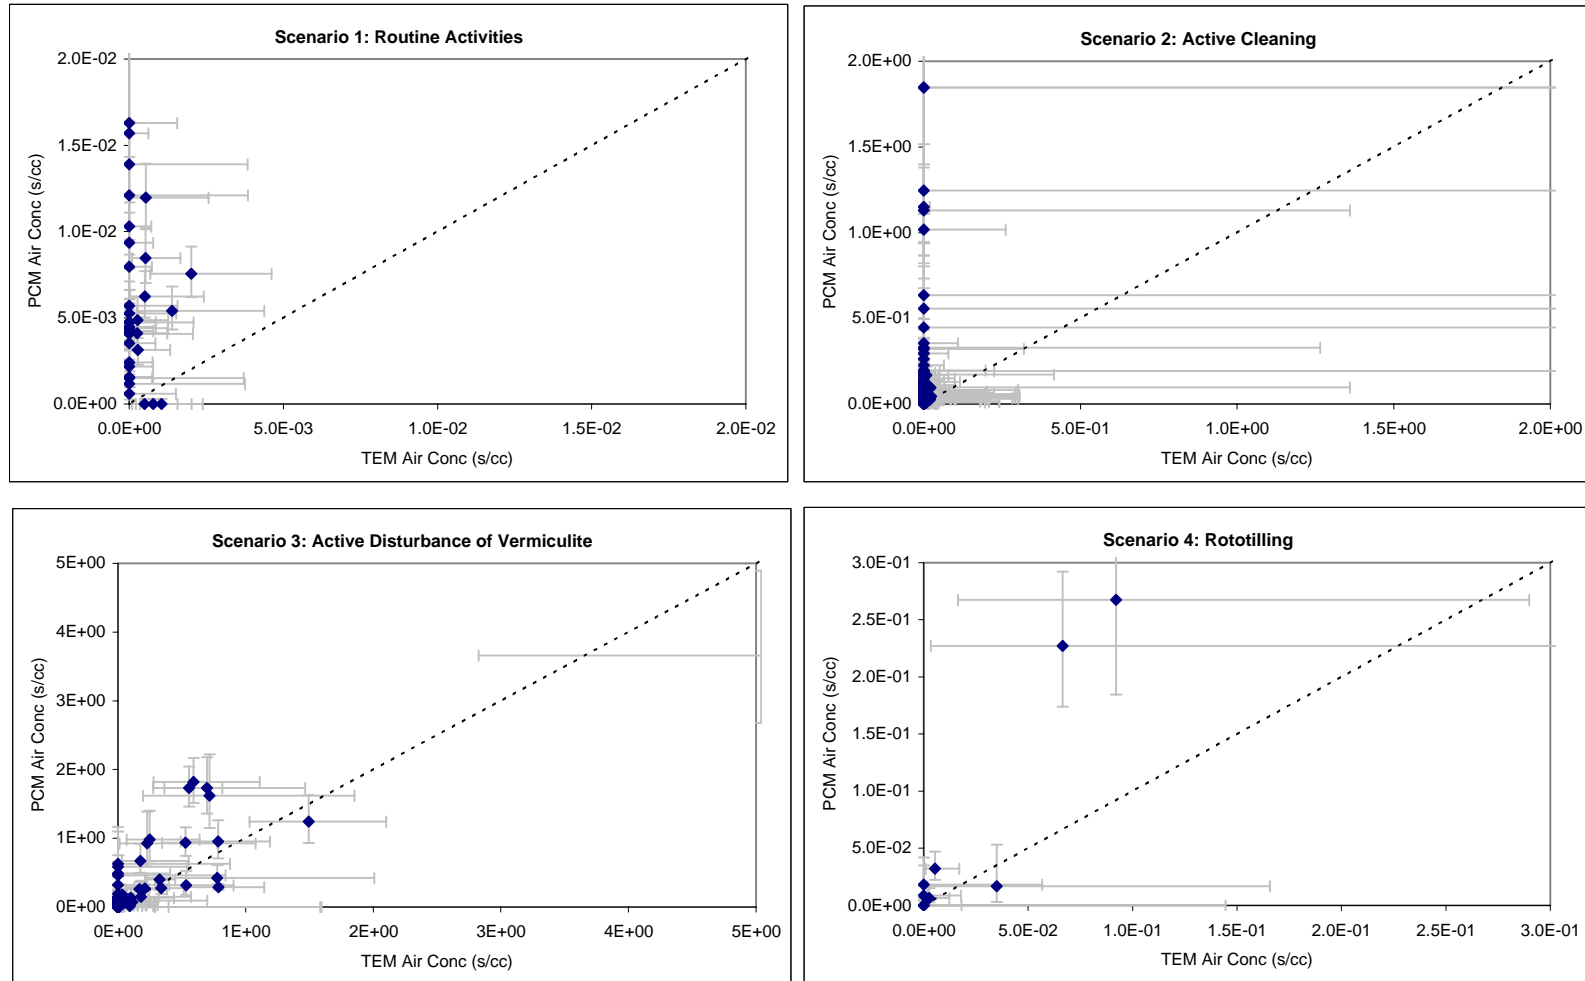 Scenario 1: Routine Activities
2.0E-02
1.5E-02
1.0E-02
5.0E-03
0.0E+00
PCM Air Conc (s/cc)
0.0E+00 5.0E-03 1.0E-02 1.5E-02 2.0E-02
TEM Air Conc (s/cc)
Scenario 2: Active Cleaning
2.0E+00
1.5E+00
1.0E+00
5.0E-01
0.0E+00
PCM Air Conc (s/cc)
0.0E+00 5.0E-01 1.0E+00 1.5E+00 2.0E+00
TEM Air Conc (s/cc)
Scenario 3: Active Disturbance of Vermiculite
5E+00
4E+00
3E+00
2E+00
1E+00
0E+00
PCM Air Conc (s/cc)
0E+00 1E+00 2E+00 3E+00 4E+00 5E+00
TEM Air Conc (s/cc)
Scenario 4: Rototilling
3.0E-01
2.5E-01
2.0E-01
1.5E-01
1.0E-01
5.0E-02
0.0E+00
PCM Air Conc (s/cc)
0.0E+00 5.0E-02 1.0E-01 1.5E-01 2.0E-01 2.5E-01 3.0E-01
TEM Air Conc (s/cc)